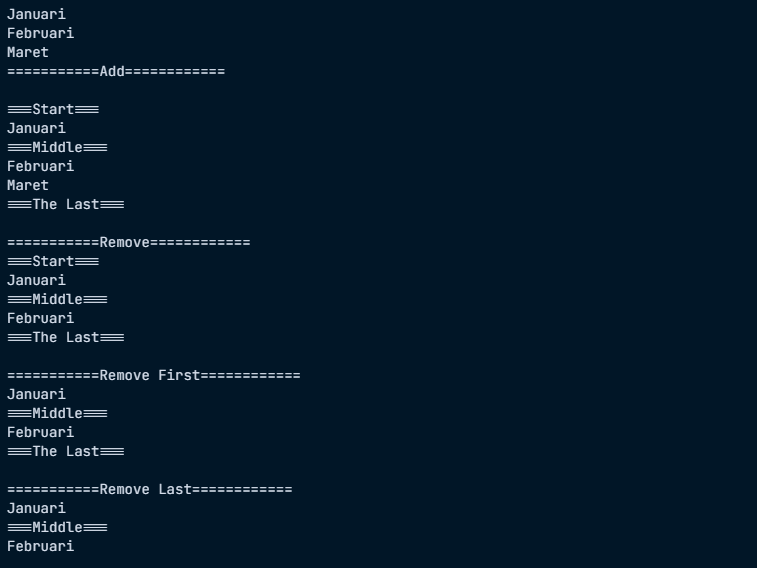 Januari
Februari
Maret
===========Add============
===Start===
Januari
===Middle===
Februari
Maret
===The Last===
===========Remove============
===Start===
Januari
===Middle===
Februari
===The Last===
===========Remove First============
Januari
===Middle===
Februari
===The Last===
===========Remove Last============
Januari
===Middle===
Februari